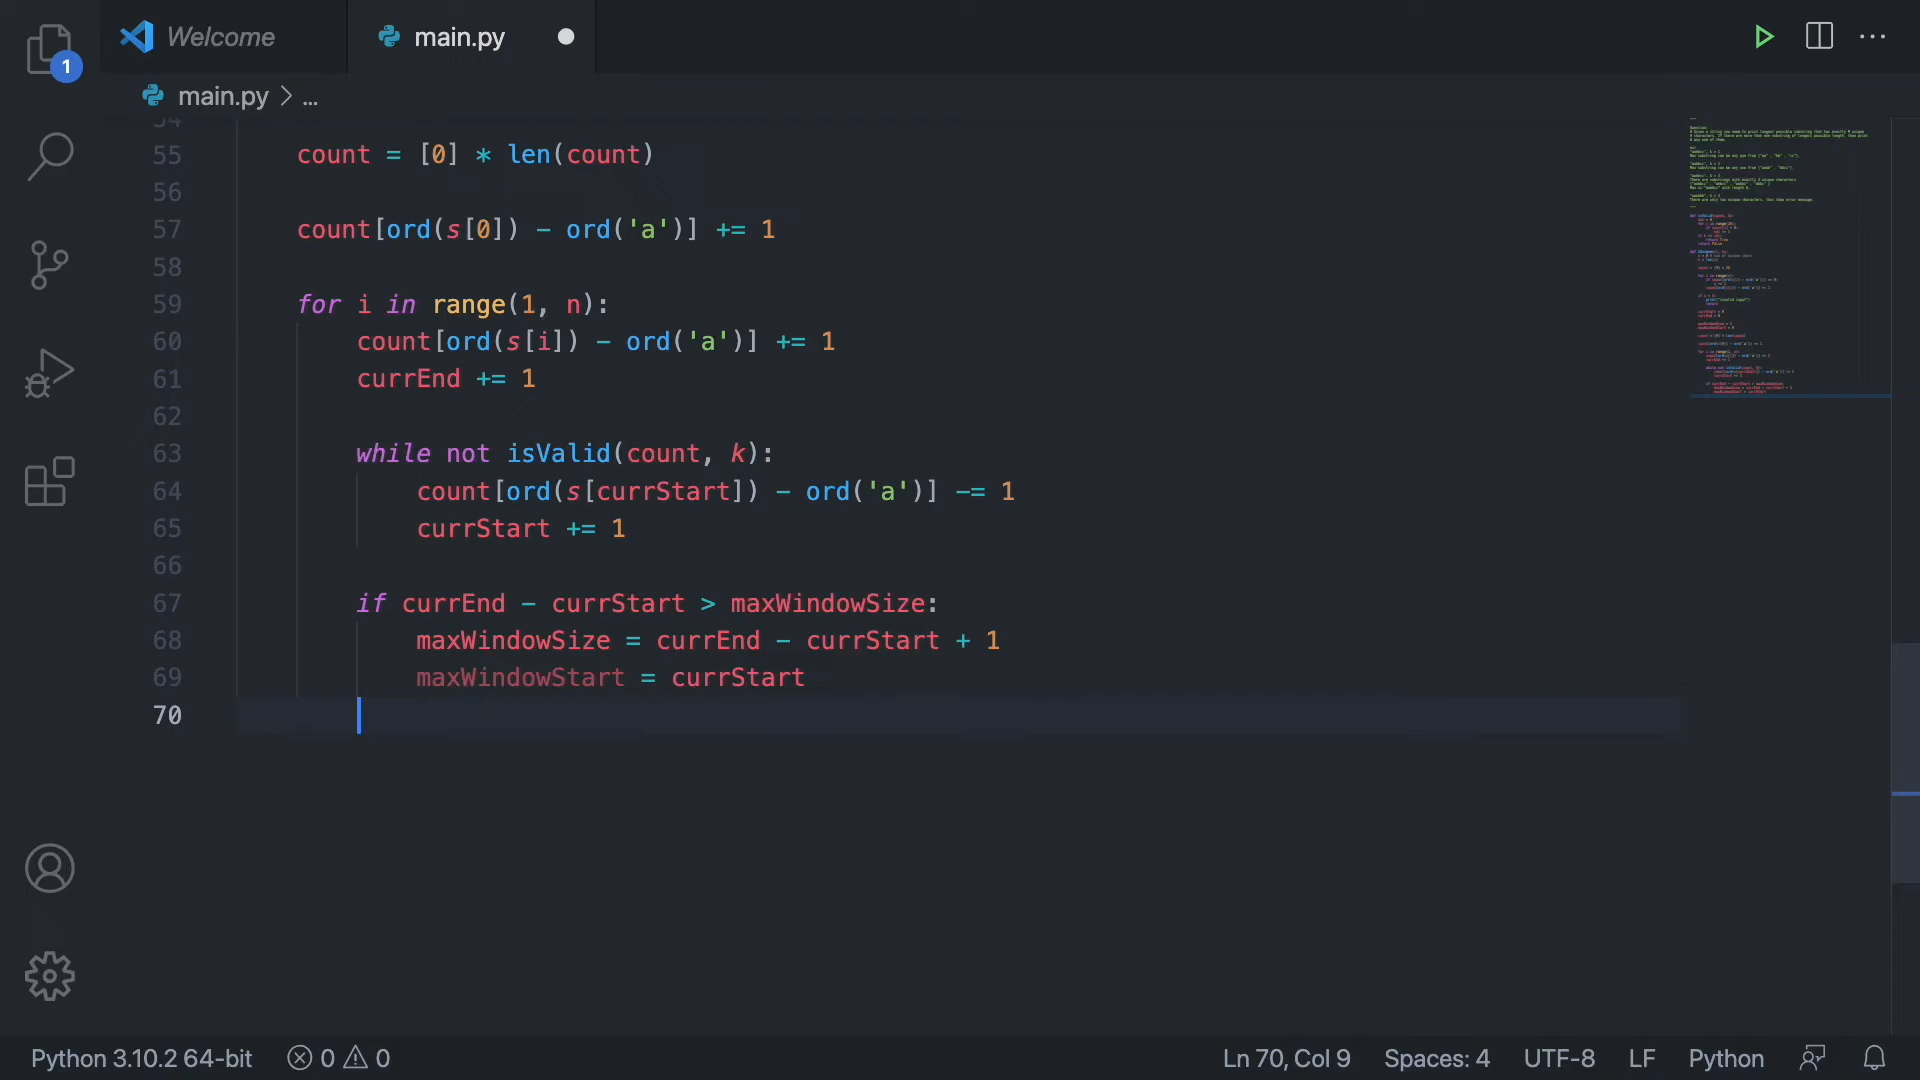 Welcome
main.py
1
main.py > ...
54
55 count = [0] * len(count)
56
57 count[ord(s[0]) - ord('a')] += 1
58
59 for i in range(1, n):
60 count[ord(s[i]) - ord('a')] += 1
61 currEnd += 1
62
63 while not isValid(count, k):
64 count[ord(s[currStart]) - ord('a')] -= 1
65 currStart += 1
66
67 if currEnd - currStart > maxWindowSize:
68 maxWindowSize = currEnd - currStart + 1
69 maxWindowStart = currStart
70
Python 3.10.2 64-bit 0 0 Ln 70, Col 9 Spaces: 4 UTF-8 LF Python